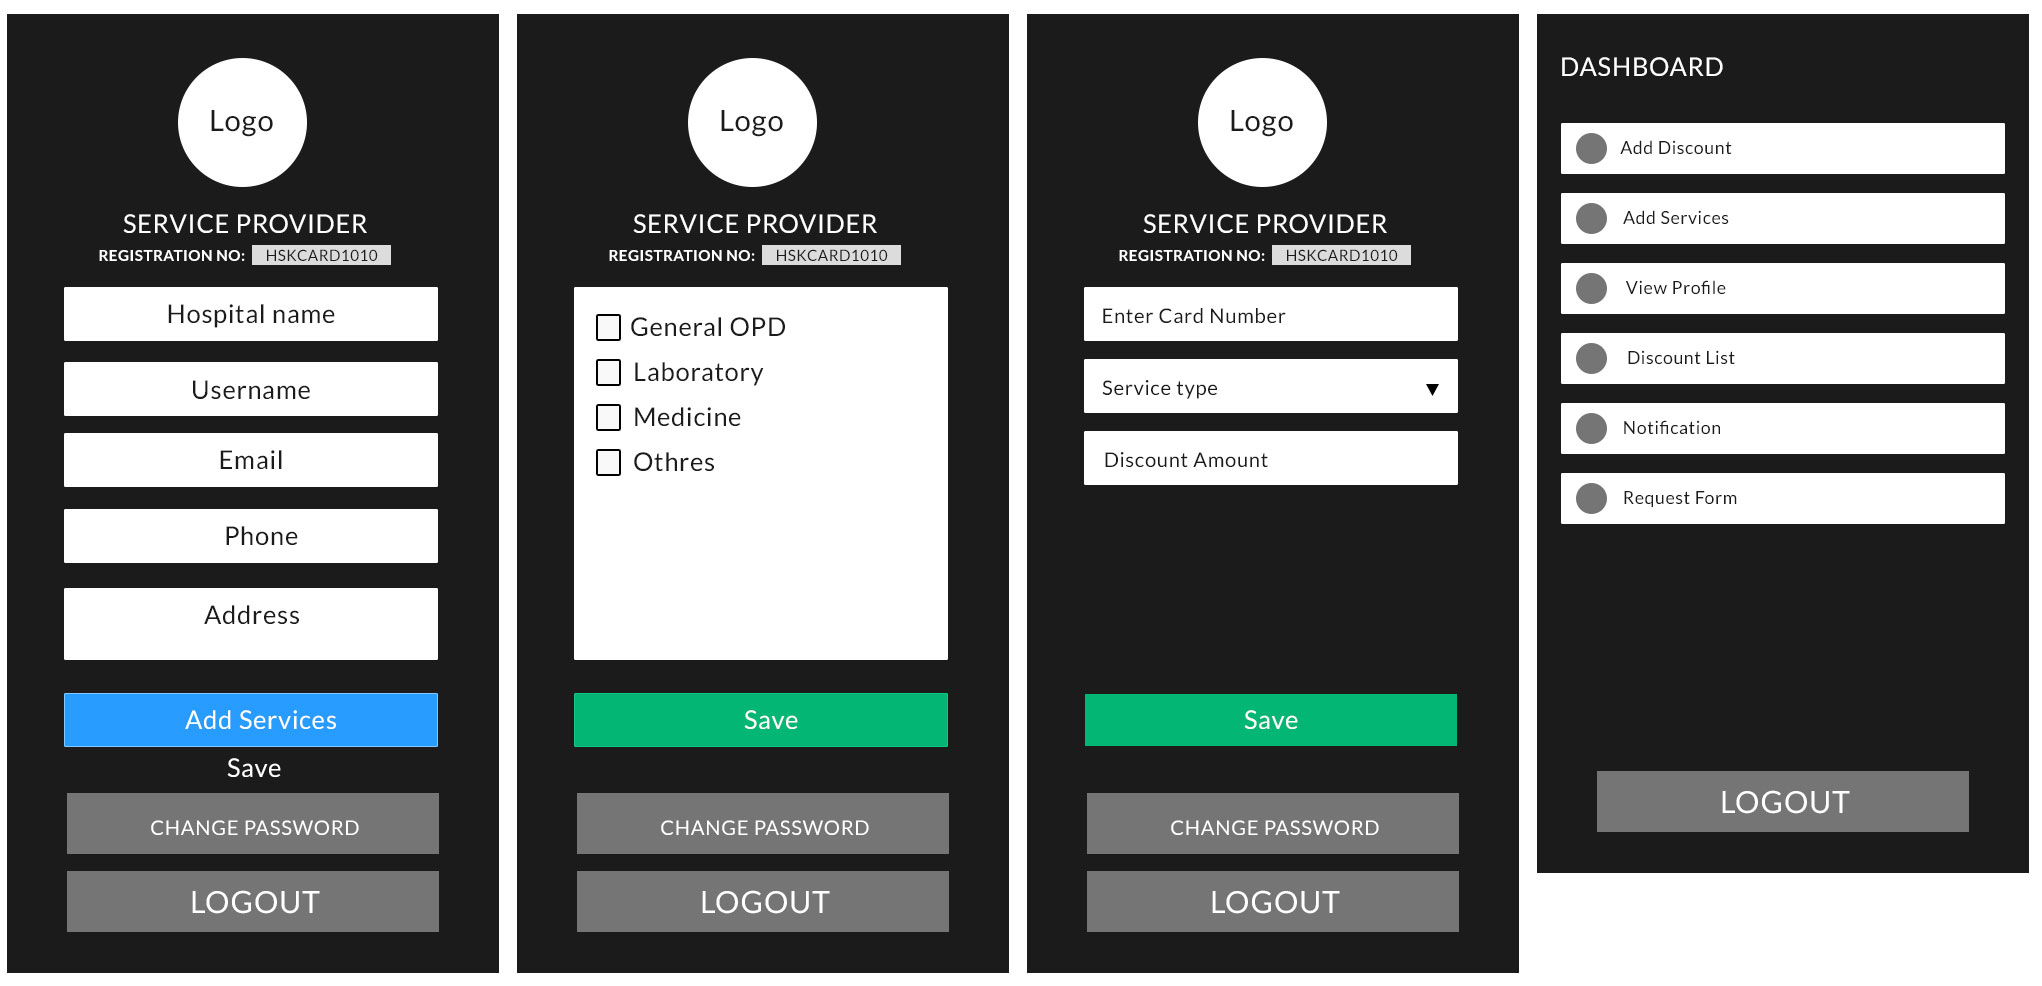 Logo
SERVICE PROVIDER
REGISTRATION NO: HSKCARD1010
Hospital name
Username
Email
Phone
Address
Add Services
Save
CHANGE PASSWORD
LOGOUT
Logo
SERVICE PROVIDER
REGISTRATION NO: HSKCARD1010
General OPD
Laboratory
Medicine
Othres
Save
CHANGE PASSWORD
LOGOUT
Logo
SERVICE PROVIDER
REGISTRATION NO: HSKCARD1010
Enter Card Number
Service type
Discount Amount
Save
CHANGE PASSWORD
LOGOUT
DASHBOARD
Add Discount
Add Services
View Profile
Discount List
Notification
Request Form
LOGOUT